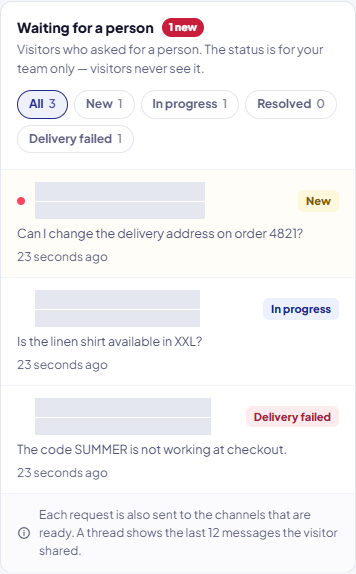 Waiting for a person 1 new
Visitors who asked for a person. The status is for your
team only — visitors never see it.
All 3 New 1 In progress 1 Resolved 0
Delivery failed 1
New
Can I change the delivery address on order 4821?
23 seconds ago
In progress
Is the linen shirt available in XXL?
23 seconds ago
Delivery failed
The code SUMMER is not working at checkout.
23 seconds ago
Each request is also sent to the channels that are
ready. A thread shows the last 12 messages the visitor
shared.